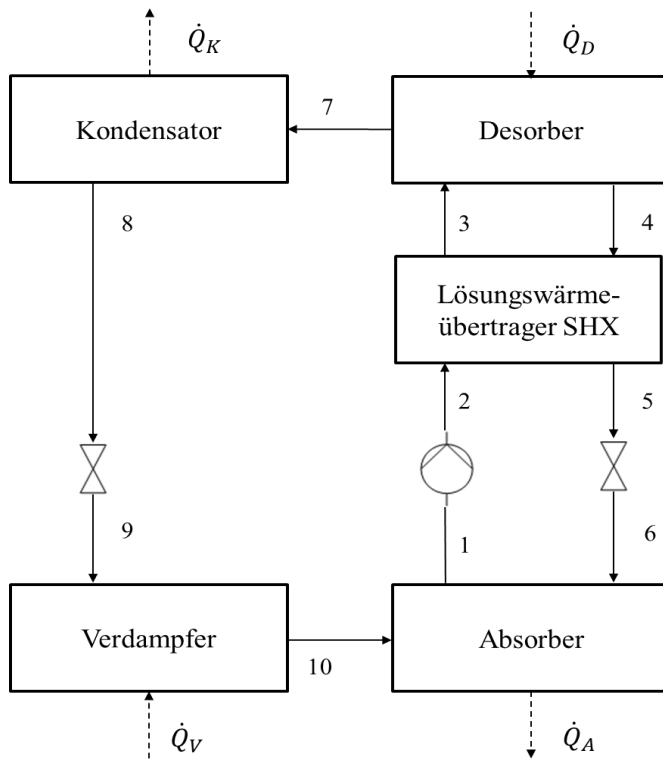 Q̇_K
Q̇_D
7
Kondensator
Desorber
8
3
4
Lösungswärme-
übertrager SHX
2
5
9
1
6
Verdampfer
Absorber
10
Q̇_V
Q̇_A